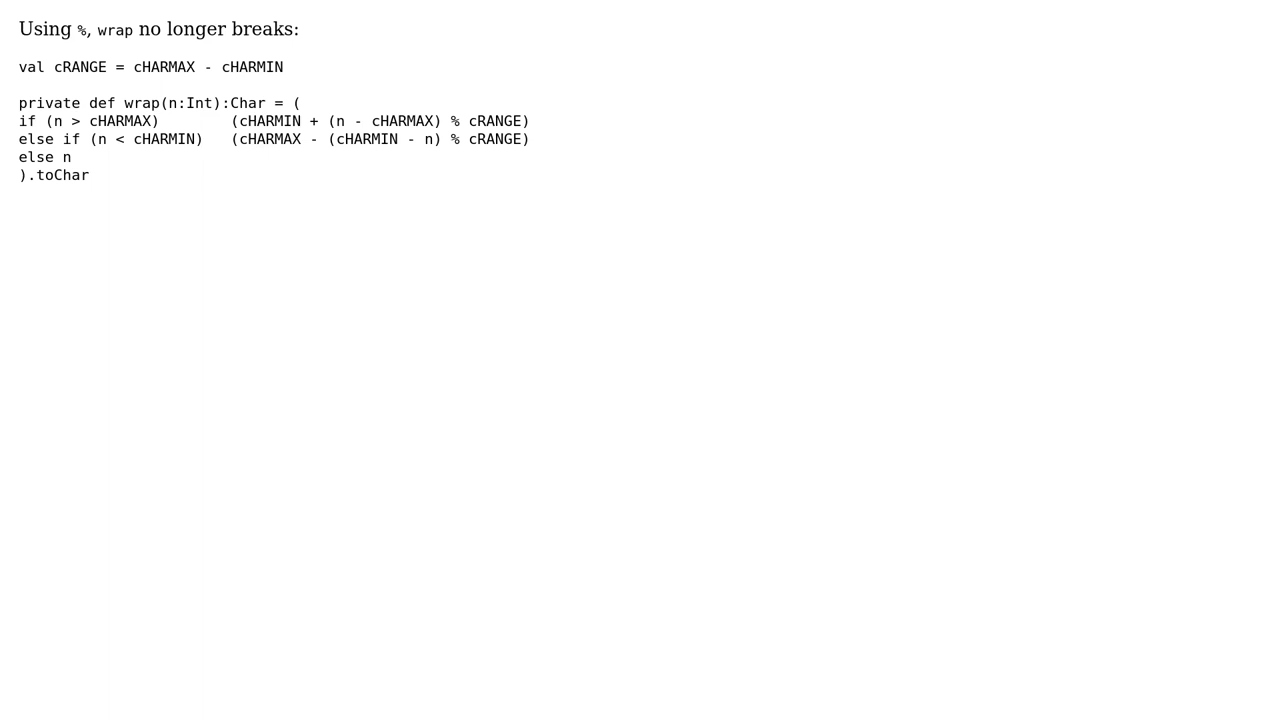 Using %, wrap no longer breaks:
val cRANGE = cHARMAX - cHARMIN
private def wrap(n:Int):Char = (
if (n > cHARMAX)        (cHARMIN + (n - cHARMAX) % cRANGE)
else if (n < cHARMIN)   (cHARMAX - (cHARMIN - n) % cRANGE)
else n
).toChar